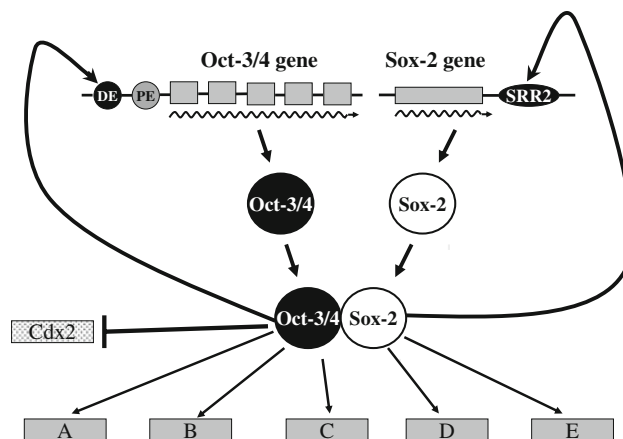 Oct-3/4 gene
Sox-2 gene
DE
PE
SRR2
Oct-3/4
Sox-2
Oct-3/4
Sox-2
Cdx2
A
B
C
D
E